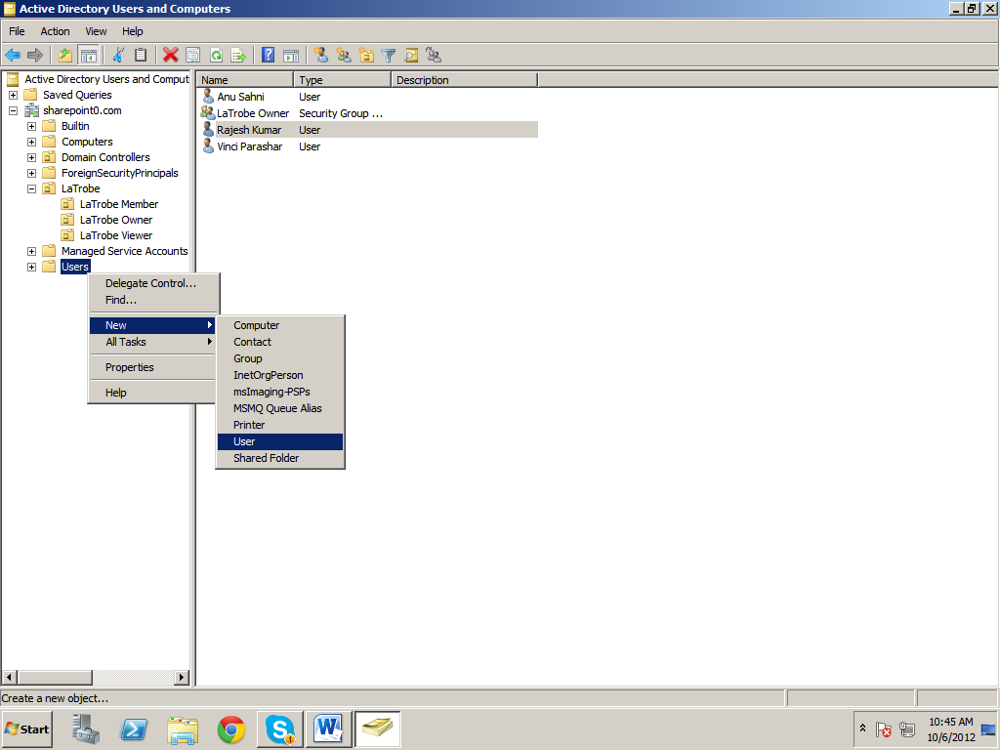 Active Directory Users and Computers
File Action View Help
Active Directory Users and Comput
Saved Queries
sharepoint0.com
Builtin
Computers
Domain Controllers
ForeignSecurityPrincipals
LaTrobe
LaTrobe Member
LaTrobe Owner
LaTrobe Viewer
Managed Service Accounts
Users
Name Type Description
Anu Sahni User
LaTrobe Owner Security Group ...
Rajesh Kumar User
Vinci Parashar User
Delegate Control...
Find...
New
All Tasks
Properties
Help
Computer
Contact
Group
InetOrgPerson
msImaging-PSPs
MSMQ Queue Alias
Printer
User
Shared Folder
Create a new object...
Start
1
10:45 AM
10/6/2012